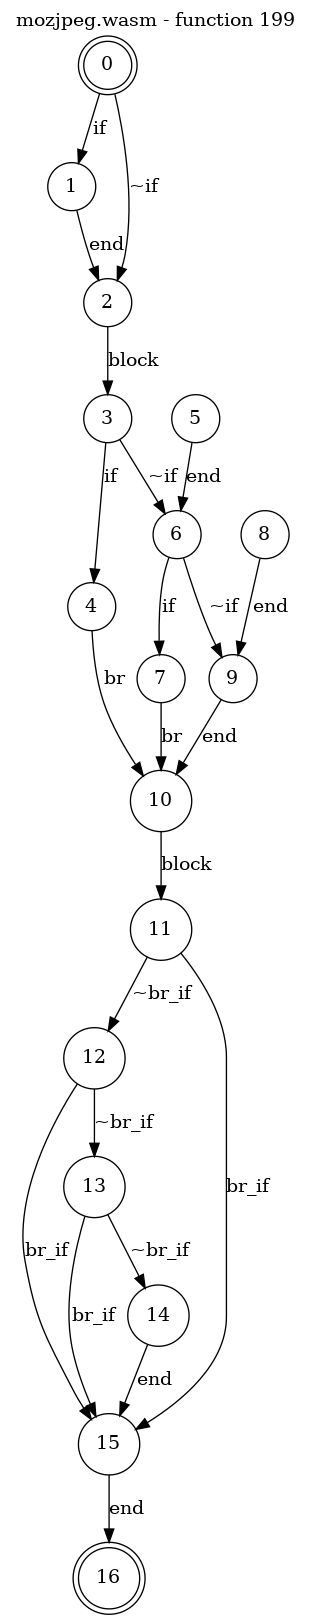 mozjpeg.wasm - function 199
0
if
1
~if
end
2
block
3
5
if
~if
end
6
8
4
if
~if
end
br
7
9
br
end
10
block
11
~br_if
12
~br_if
br_if
13
br_if
br_if
~br_if
14
end
15
end
16